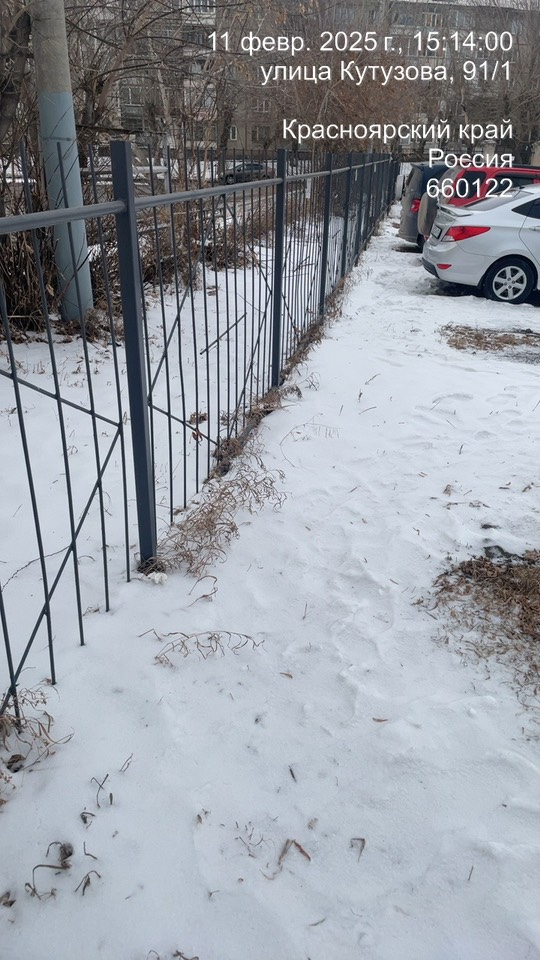 11 февр. 2025 г., 15:14:00
улица Кутузова, 91/1
Красноярский край
Россия
660122